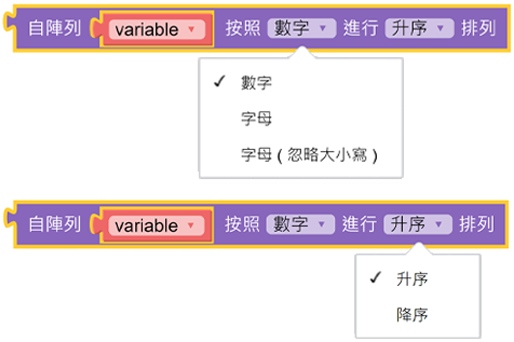 自陣列 variable 按照 數字 進行 升序 排列
✓ 數字
字母
字母 ( 忽略大小寫 )
自陣列 variable 按照 數字 進行 升序 排列
✓ 升序
降序